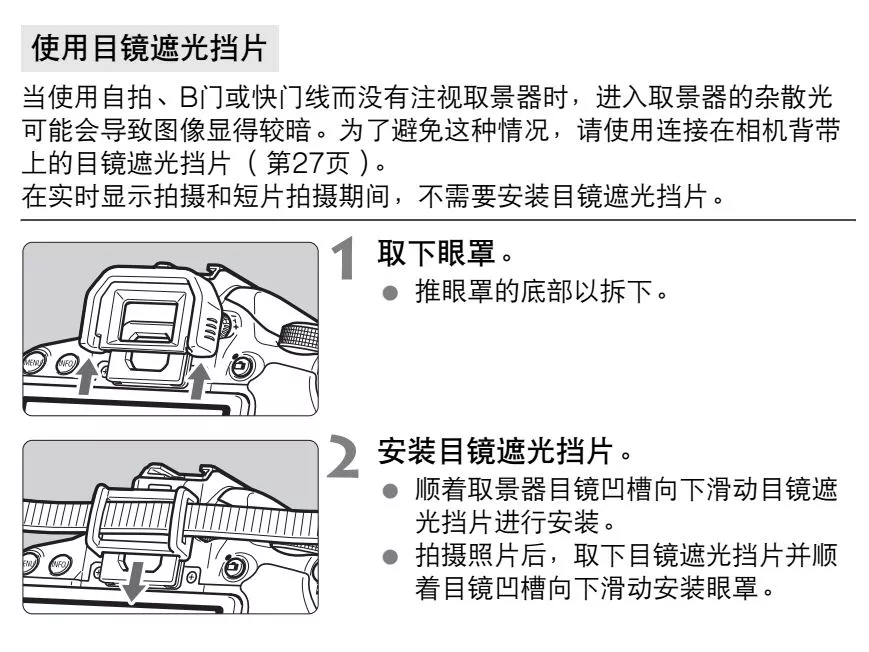 使用目镜遮光挡片
当使用自拍、B门或快门线而没有注视取景器时，进入取景器的杂散光
可能会导致图像显得较暗。为了避免这种情况，请使用连接在相机背带
上的目镜遮光挡片（第27页）。
在实时显示拍摄和短片拍摄期间，不需要安装目镜遮光挡片。
1 取下眼罩。
● 推眼罩的底部以拆下。
MENU INFO.
2 安装目镜遮光挡片。
● 顺着取景器目镜凹槽向下滑动目镜遮
光挡片进行安装。
● 拍摄照片后，取下目镜遮光挡片并顺
着目镜凹槽向下滑动安装眼罩。
ENU INFO.